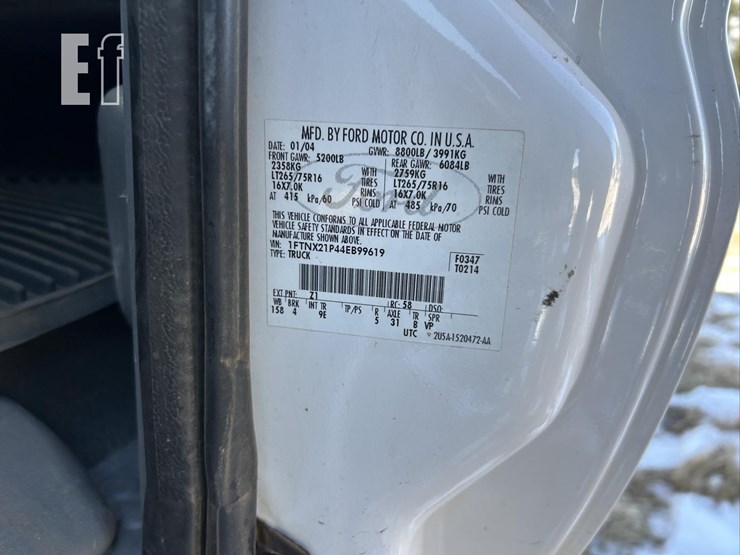 Ef
MFD. BY FORD MOTOR CO. IN U.S.A.
DATE: 01/04 GVWR: 8800LB/ 3991KG
FRONT GAWR: 5200LB REAR GAWR: 6084LB
2358KG WITH 2759KG WITH
LT265/75R16 TIRES LT265/75R16 TIRES
16X7.0K RIMS 16X7.0K RIMS
AT 415 kPa/60 PSI COLD AT 485 kPa/70 PSI COLD
Ford
THIS VEHICLE CONFORMS TO ALL APPLICABLE FEDERAL MOTOR
VEHICLE SAFETY STANDARDS IN EFFECT ON THE DATE OF
MANUFACTURE SHOWN ABOVE.
VIN: 1FTNX21P44EB99619 F0347
TYPE: TRUCK T0214
EXT PNT: Z1 RC: 58 DSO:
WB BRK INT TR TP/PS R AXLE TR SPR
158 4 9E 5 31 B VP
UTC 2U5A-1520472-AA